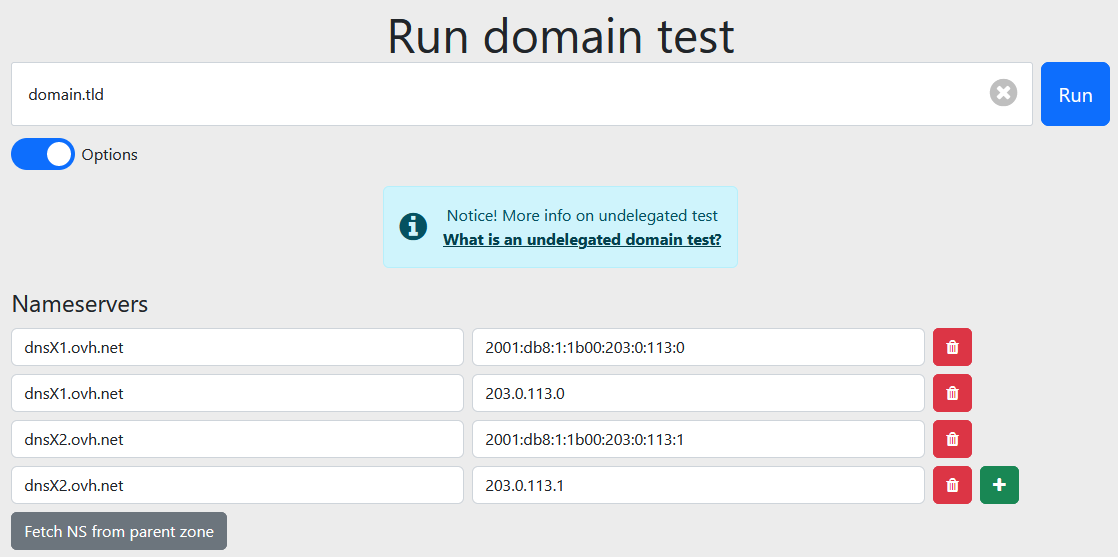 Run domain test
domain.tld
Run
Options
Notice! More info on undelegated test
What is an undelegated domain test?
Nameservers
dnsX1.ovh.net 2001:db8:1:1b00:203:0:113:0
dnsX1.ovh.net 203.0.113.0
dnsX2.ovh.net 2001:db8:1:1b00:203:0:113:1
dnsX2.ovh.net 203.0.113.1
Fetch NS from parent zone